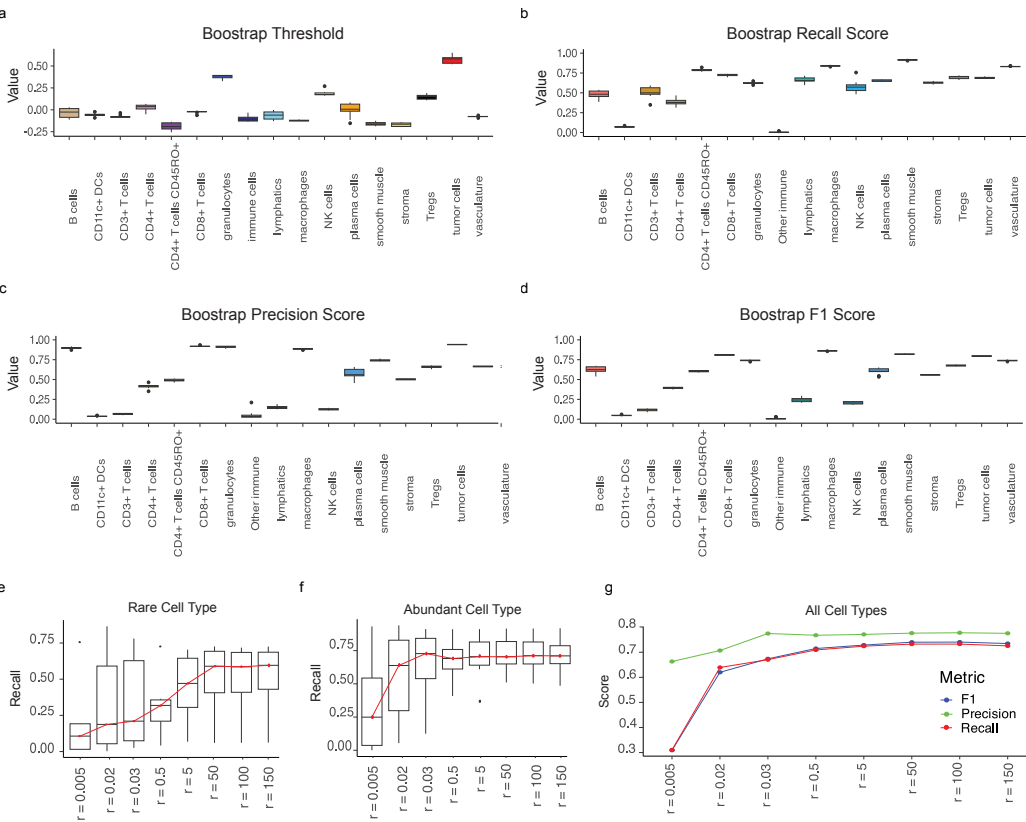 a
Boostrap Threshold
Value
0.50
0.25
0.00
-0.25
B cells
CD11c+ DCs
CD3+ T cells
CD4+ T cells
CD4+ T cells CD45RO+
CD8+ T cells
granulocytes
immune cells
lymphatics
macrophages
NK cells
plasma cells
smooth muscle
stroma
Tregs
tumor cells
vasculature
b
Boostrap Recall Score
Value
1.00
0.75
0.50
0.25
0.00
B cells
CD11c+ DCs
CD3+ T cells
CD4+ T cells
CD4+ T cells CD45RO+
CD8+ T cells
granulocytes
Other immune
lymphatics
macrophages
NK cells
plasma cells
smooth muscle
stroma
Tregs
tumor cells
vasculature
c
Boostrap Precision Score
Value
1.00
0.75
0.50
0.25
0.00
B cells
CD11c+ DCs
CD3+ T cells
CD4+ T cells
CD4+ T cells CD45RO+
CD8+ T cells
granulocytes
Other immune
lymphatics
macrophages
NK cells
plasma cells
smooth muscle
stroma
Tregs
tumor cells
vasculature
d
Boostrap F1 Score
Value
1.00
0.75
0.50
0.25
0.00
B cells
CD11c+ DCs
CD3+ T cells
CD4+ T cells
CD4+ T cells CD45RO+
CD8+ T cells
granulocytes
Other immune
lymphatics
macrophages
NK cells
plasma cells
smooth muscle
stroma
Tregs
tumor cells
vasculature
e
Rare Cell Type
Recall
0.75
0.50
0.25
0.00
r = 0.005
r = 0.02
r = 0.03
r = 0.5
r = 5
r = 50
r = 100
r = 150
f
Abundant Cell Type
Recall
0.75
0.50
0.25
0.00
r = 0.005
r = 0.02
r = 0.03
r = 0.5
r = 5
r = 50
r = 100
r = 150
g
All Cell Types
Score
0.8
0.7
0.6
0.5
0.4
0.3
Metric
F1
Precision
Recall
r = 0.005
r = 0.02
r = 0.03
r = 0.5
r = 5
r = 50
r = 100
r = 150